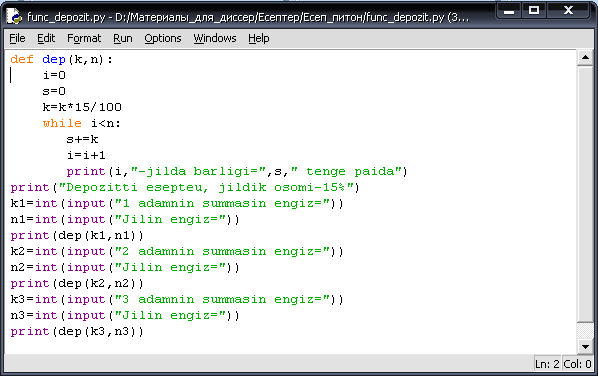 func_depozit.py - D:/Материалы_для_диссер/Есептер/Есеп_питон/func_depozit.py (3...
File Edit Format Run Options Windows Help
def dep(k,n):
    i=0
    s=0
    k=k*15/100
    while i<n:
       s+=k
       i=i+1
       print(i,"-jilda barligi=",s," tenge paida")
print("Depozitti esepteu, jildik osomi-15%")
k1=int(input("1 adamnin summasin engiz="))
n1=int(input("Jilin engiz="))
print(dep(k1,n1))
k2=int(input("2 adamnin summasin engiz="))
n2=int(input("Jilin engiz="))
print(dep(k2,n2))
k3=int(input("3 adamnin summasin engiz="))
n3=int(input("Jilin engiz="))
print(dep(k3,n3))
Ln: 2 Col: 0